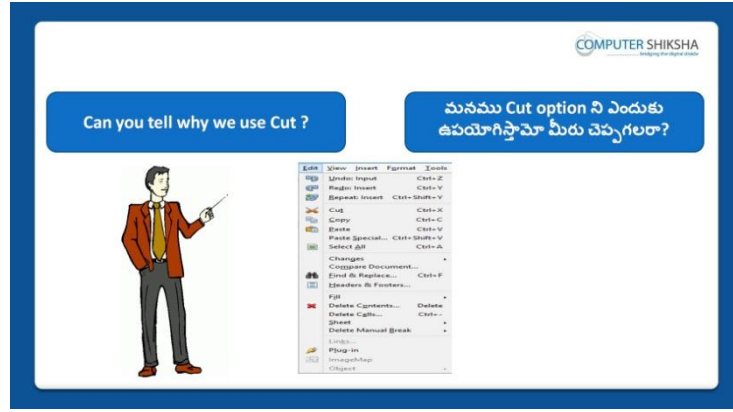 COMPUTER SHIKSHA
bridging the digital divide
Can you tell why we use Cut ?
మనము Cut option ని ఎందుకు
ఉపయోగిస్తామో మీరు చెప్పగలరా?
Edit View Insert Format Tools
Undo: Input Ctrl+Z
Redo: Insert Ctrl+Y
Repeat: Insert Ctrl+Shift+Y
Cut Ctrl+X
Copy Ctrl+C
Paste Ctrl+V
Paste Special... Ctrl+Shift+V
Select All Ctrl+A
Changes
Compare Document...
Find & Replace... Ctrl+F
Headers & Footers...
Fill
Delete Contents... Delete
Delete Cells... Ctrl+-
Sheet
Delete Manual Break
Links...
Plug-in
ImageMap
Object